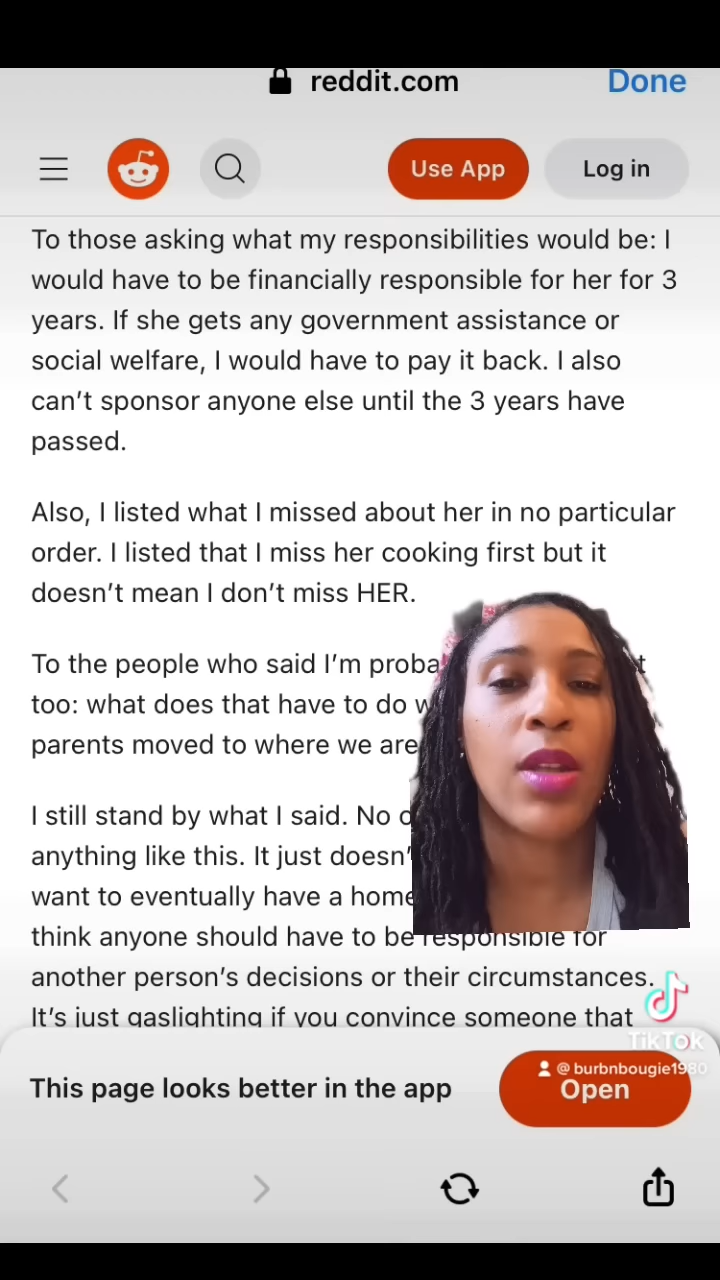 reddit.com
Done
Use App
Log in
To those asking what my responsibilities would be: I
would have to be financially responsible for her for 3
years. If she gets any government assistance or
social welfare, I would have to pay it back. I also
can't sponsor anyone else until the 3 years have
passed.
Also, I listed what I missed about her in no particular
order. I listed that I miss her cooking first but it
doesn't mean I don't miss HER.
To the people who said I'm proba
too: what does that have to do
parents moved to where we are
I still stand by what I said. No
anything like this. It just doesn'
want to eventually have a home
think anyone should have to be responsible for
another person's decisions or their circumstances.
It's just gaslighting if you convince someone that
TikTok
@burbnbougie1980
This page looks better in the app
Open